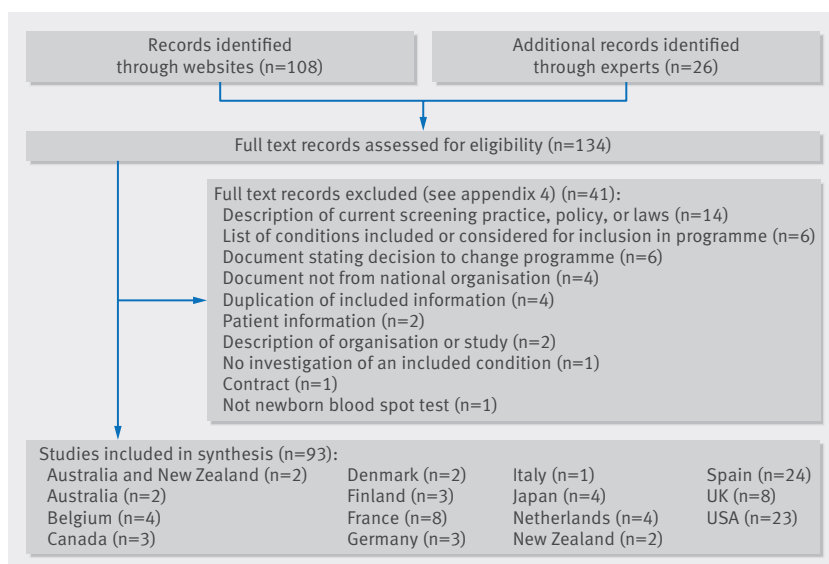 Records identified
through websites (n=108)
Additional records identified
through experts (n=26)
Full text records assessed for eligibility (n=134)
Full text records excluded (see appendix 4) (n=41):
Description of current screening practice, policy, or laws (n=14)
List of conditions included or considered for inclusion in programme (n=6)
Document stating decision to change programme (n=6)
Document not from national organisation (n=4)
Duplication of included information (n=4)
Patient information (n=2)
Description of organisation or study (n=2)
No investigation of an included condition (n=1)
Contract (n=1)
Not newborn blood spot test (n=1)
Studies included in synthesis (n=93):
Australia and New Zealand (n=2)
Australia (n=2)
Belgium (n=4)
Canada (n=3)
Denmark (n=2)
Finland (n=3)
France (n=8)
Germany (n=3)
Italy (n=1)
Japan (n=4)
Netherlands (n=4)
New Zealand (n=2)
Spain (n=24)
UK (n=8)
USA (n=23)